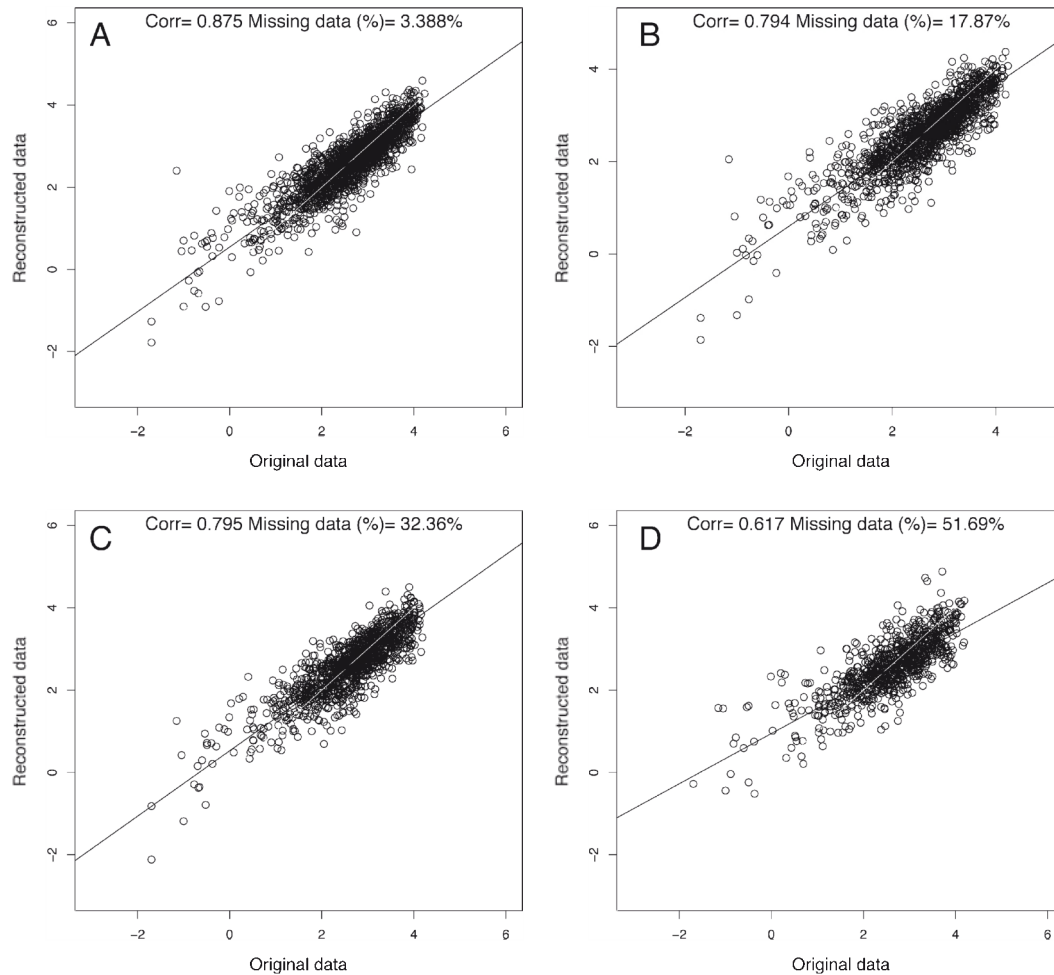 A
Corr= 0.875 Missing data (%)= 3.388%
6
4
2
0
−2
Reconstructed data
−2 0 2 4 6
Original data
B
Corr= 0.794 Missing data (%)= 17.87%
4
2
0
−2
Reconstructed data
−2 0 2 4
Original data
C
Corr= 0.795 Missing data (%)= 32.36%
6
4
2
0
−2
Reconstructed data
−2 0 2 4 6
Original data
D
Corr= 0.617 Missing data (%)= 51.69%
6
4
2
0
−2
Reconstructed data
−2 0 2 4 6
Original data